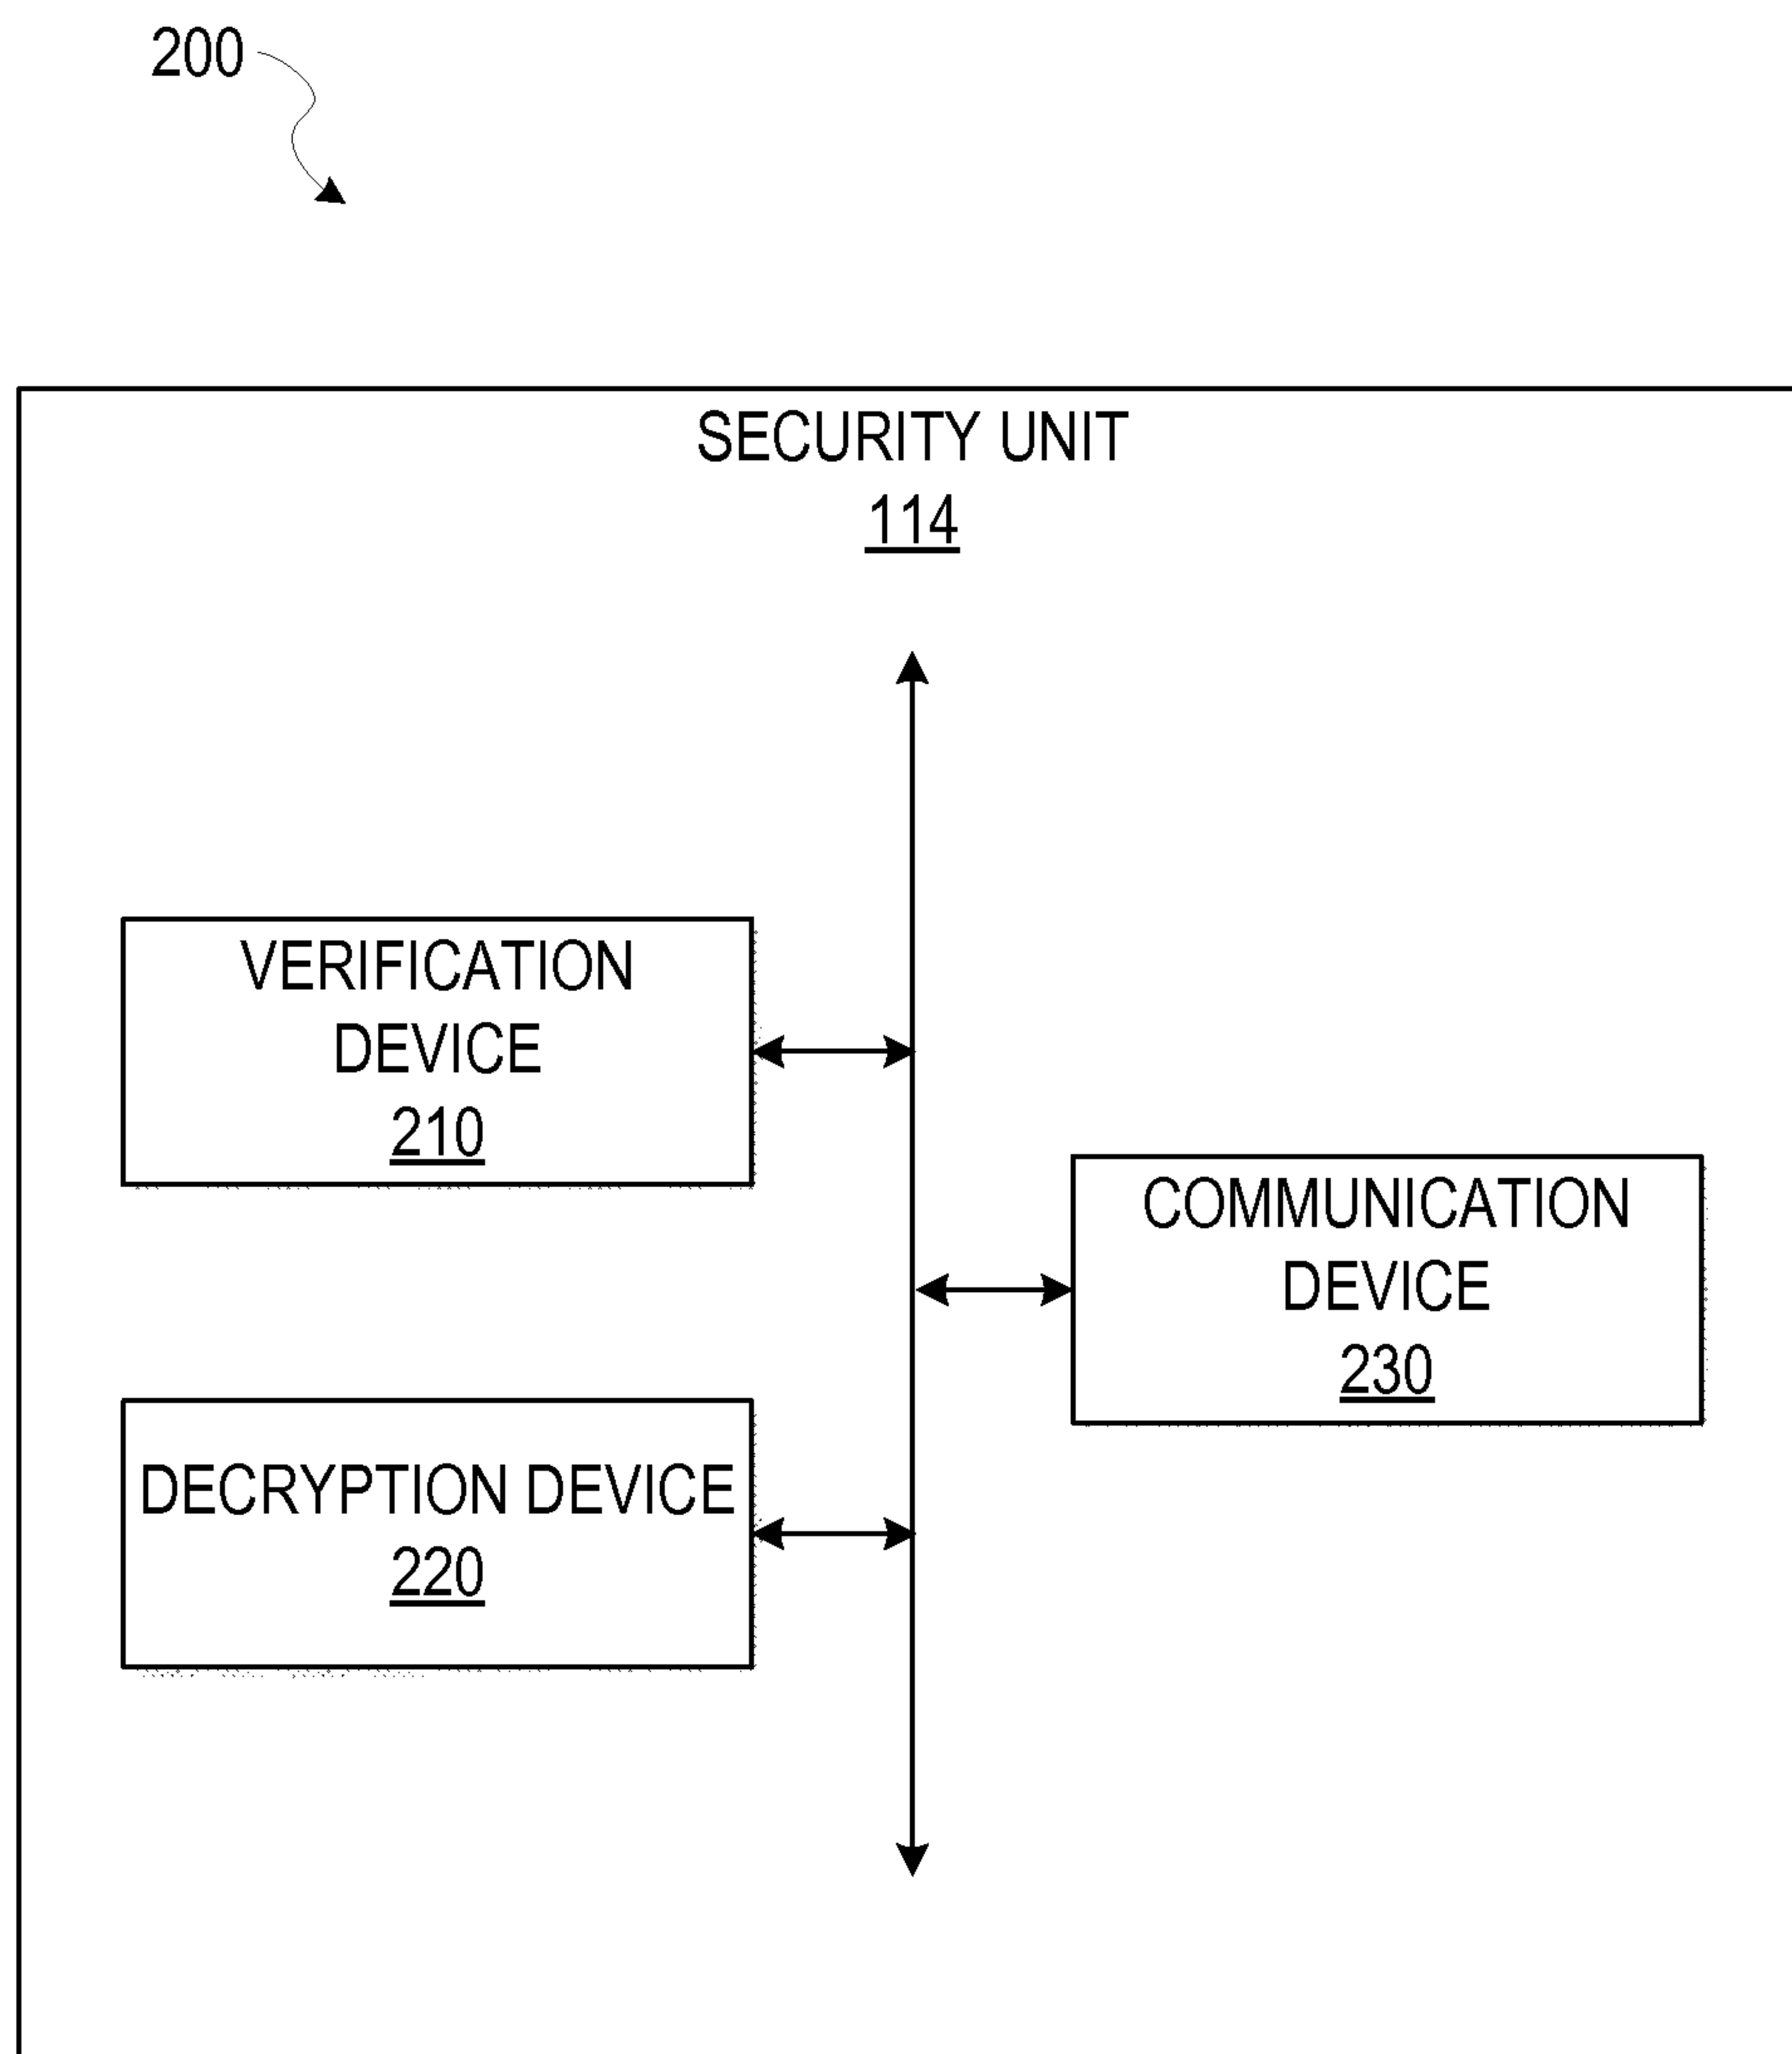 200
SECURITY UNIT
114
VERIFICATION
DEVICE
210
COMMUNICATION
DEVICE
230
DECRYPTION DEVICE
220